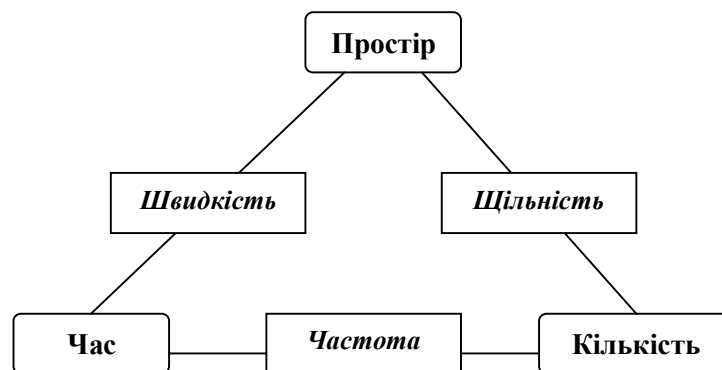 Простір
Швидкість
Щільність
Час
Частота
Кількість